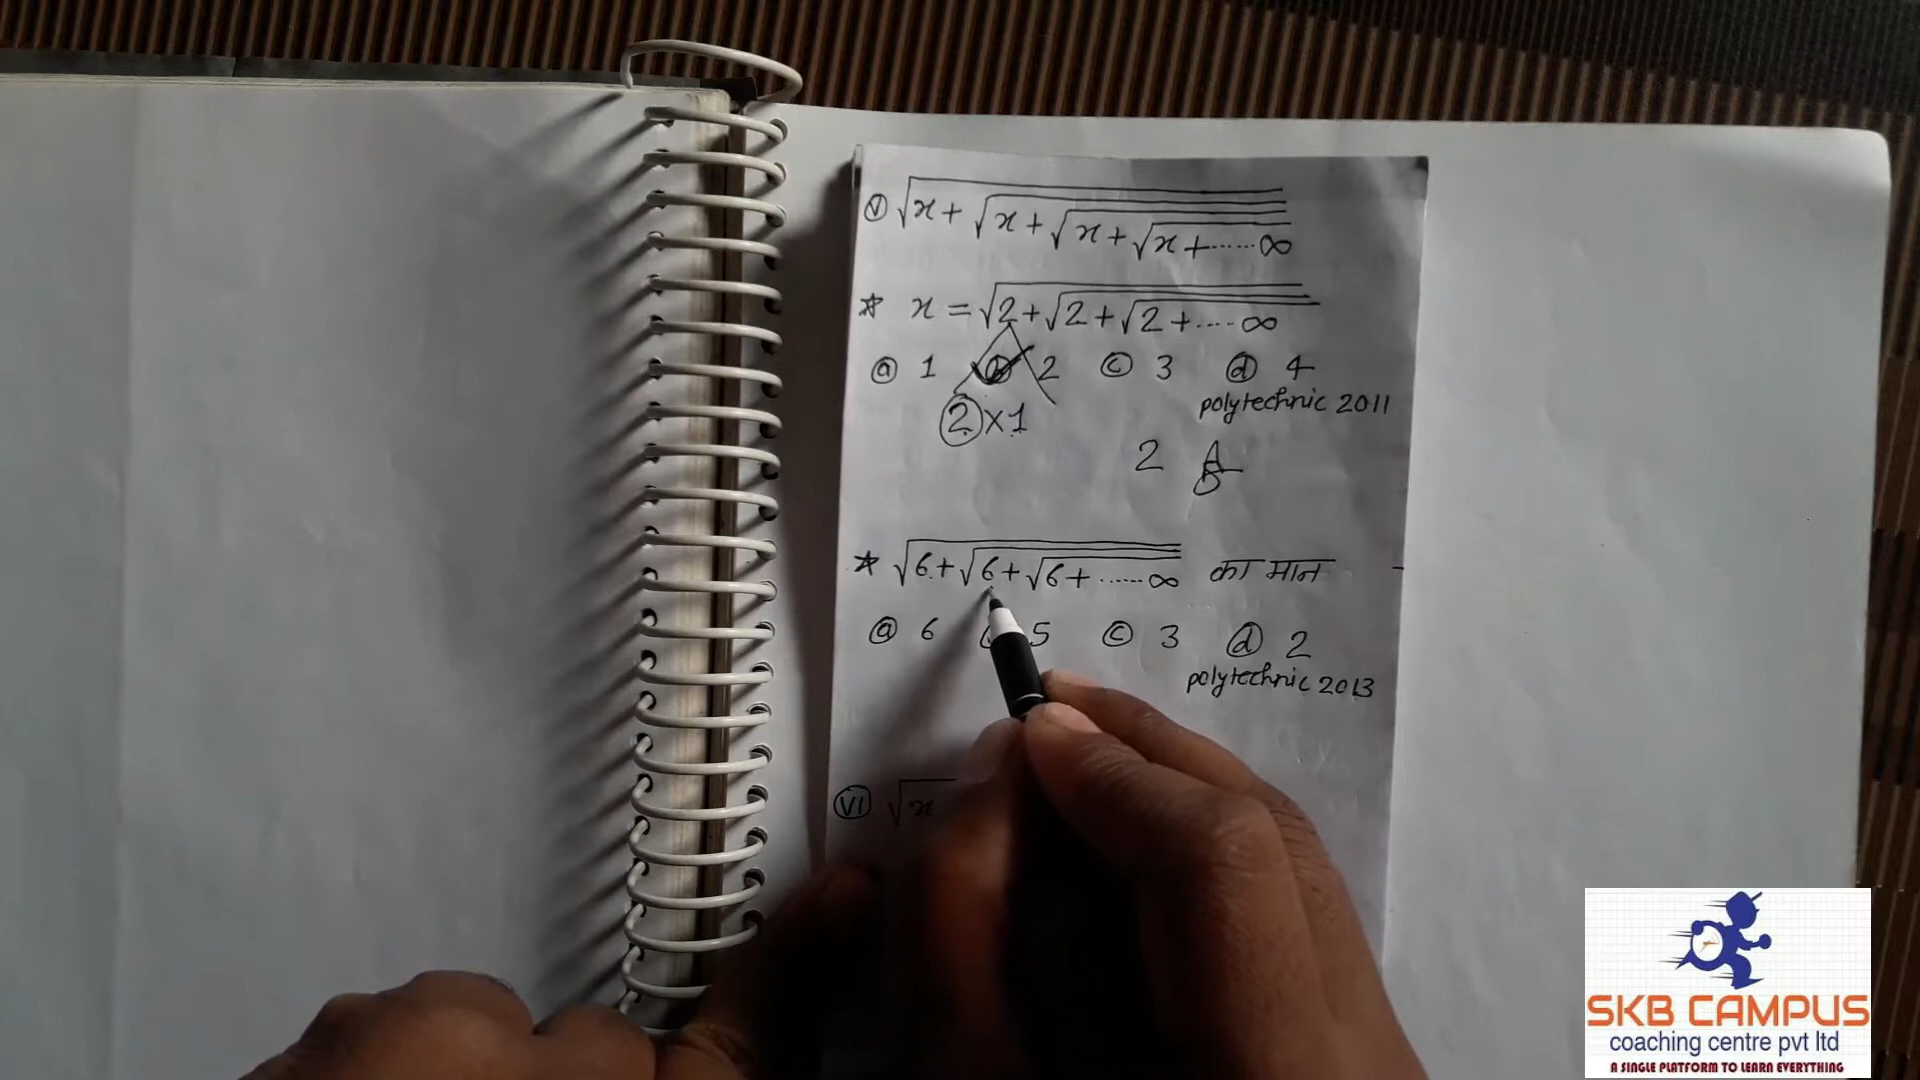 Ⓥ √x + √x + √x + √x + ...... ∞
☆ x = √2 + √2 + √2 + .... ∞
ⓐ 1 ⓑ 2 ⓒ 3 ⓓ 4
polytechnic 2011
2 × 1
2
☆ √6 + √6 + √6 + ...... ∞ का मान
ⓐ 6 5 ⓒ 3 ⓓ 2
polytechnic 2013
ⓥⓘ √x
SKB CAMPUS
coaching centre pvt ltd
A SINGLE PLATFORM TO LEARN EVERYTHING